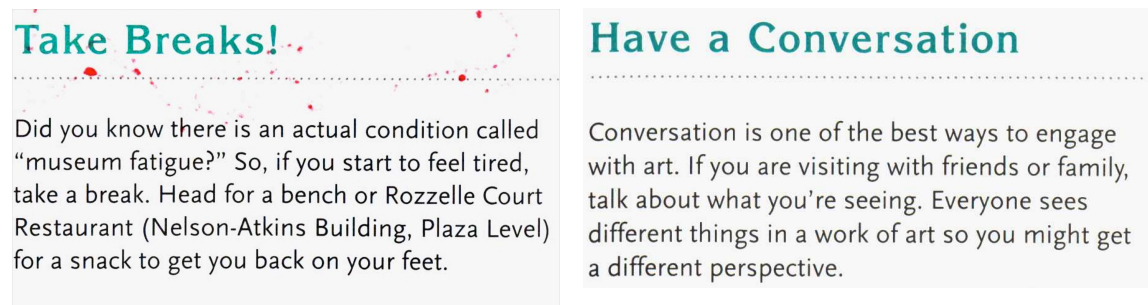 Take Breaks!
Did you know there is an actual condition called
“museum fatigue?” So, if you start to feel tired,
take a break. Head for a bench or Rozzelle Court
Restaurant (Nelson-Atkins Building, Plaza Level)
for a snack to get you back on your feet.
Have a Conversation
Conversation is one of the best ways to engage
with art. If you are visiting with friends or family,
talk about what you’re seeing. Everyone sees
different things in a work of art so you might get
a different perspective.